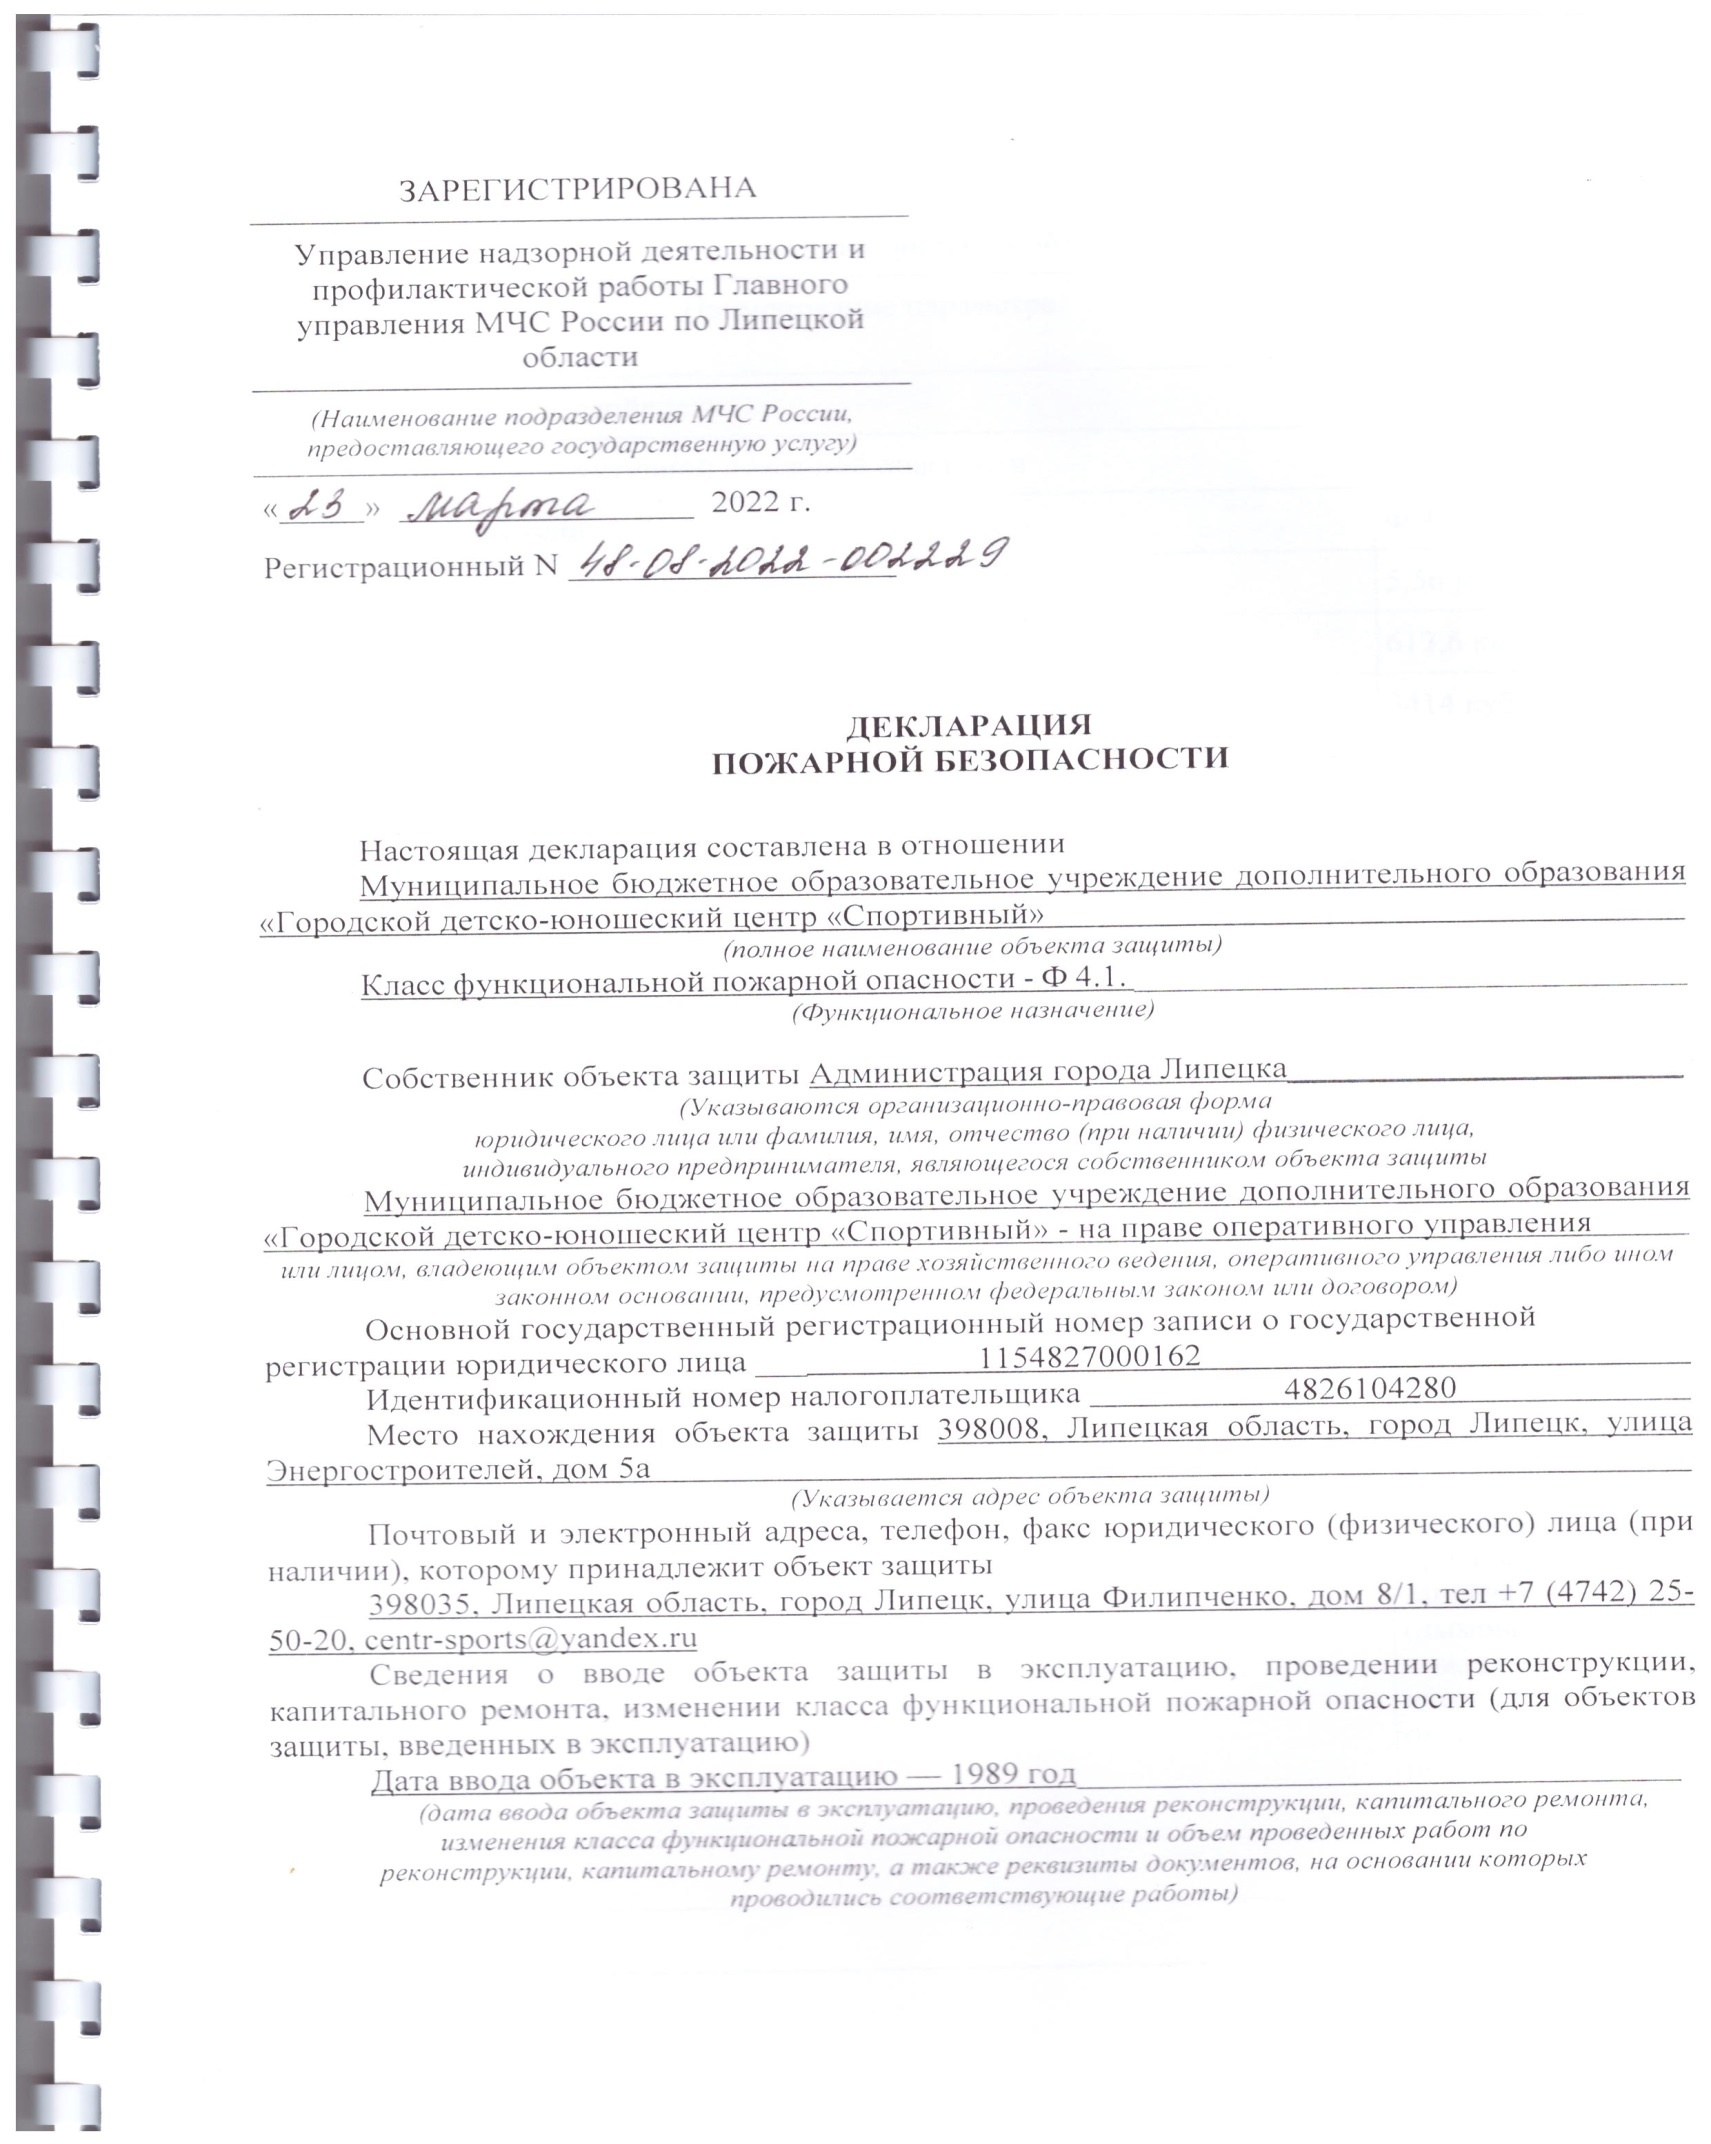 ЗАРЕГИСТРИРОВАНА
Управление надзорной деятельности и
профилактической работы Главного
управления МЧС России по Липецкой
области
(Наименование подразделения МЧС России,
предоставляющего государственную услугу)
«23» марта 2022 г.
Регистрационный N 48-08-2022-002229
ДЕКЛАРАЦИЯ
ПОЖАРНОЙ БЕЗОПАСНОСТИ
Настоящая декларация составлена в отношении
Муниципальное бюджетное образовательное учреждение дополнительного образования
«Городской детско-юношеский центр «Спортивный»
(полное наименование объекта защиты)
Класс функциональной пожарной опасности - Ф 4.1.
(Функциональное назначение)
Собственник объекта защиты Администрация города Липецка
(Указываются организационно-правовая форма
юридического лица или фамилия, имя, отчество (при наличии) физического лица,
индивидуального предпринимателя, являющегося собственником объекта защиты
Муниципальное бюджетное образовательное учреждение дополнительного образования
«Городской детско-юношеский центр «Спортивный» - на праве оперативного управления
или лицом, владеющим объектом защиты на праве хозяйственного ведения, оперативного управления либо ином
законном основании, предусмотренном федеральным законом или договором)
Основной государственный регистрационный номер записи о государственной
регистрации юридического лица 1154827000162
Идентификационный номер налогоплательщика 4826104280
Место нахождения объекта защиты 398008, Липецкая область, город Липецк, улица
Энергостроителей, дом 5а
(Указывается адрес объекта защиты)
Почтовый и электронный адреса, телефон, факс юридического (физического) лица (при
наличии), которому принадлежит объект защиты
398035, Липецкая область, город Липецк, улица Филипченко, дом 8/1, тел +7 (4742) 25-
50-20, centr-sports@yandex.ru
Сведения о вводе объекта защиты в эксплуатацию, проведении реконструкции,
капитального ремонта, изменении класса функциональной пожарной опасности (для объектов
защиты, введенных в эксплуатацию)
Дата ввода объекта в эксплуатацию — 1989 год
(дата ввода объекта защиты в эксплуатацию, проведения реконструкции, капитального ремонта,
изменения класса функциональной пожарной опасности и объем проведенных работ по
реконструкции, капитальному ремонту, а также реквизиты документов, на основании которых
проводились соответствующие работы)